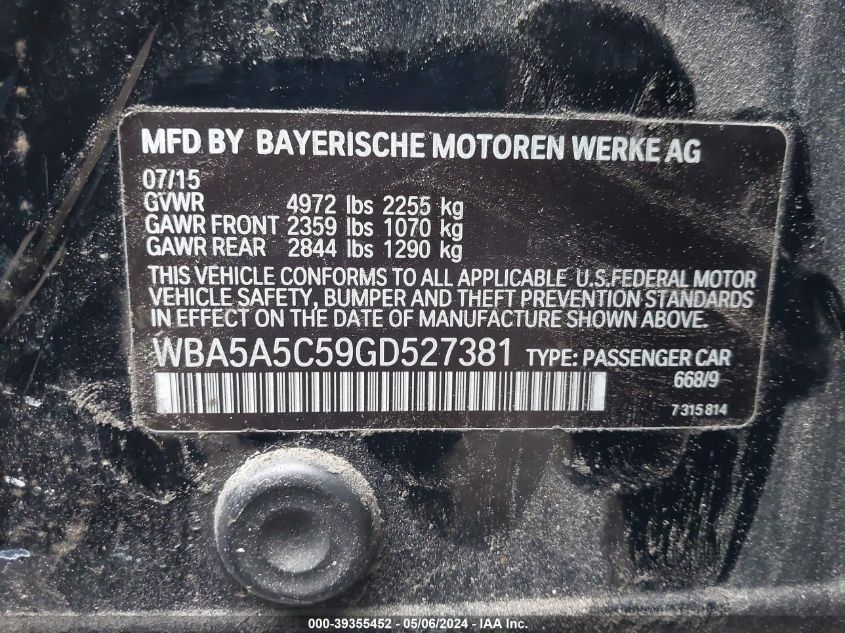 MFD BY BAYERISCHE MOTOREN WERKE AG
07/15
GVWR 4972 lbs 2255 kg
GAWR FRONT 2359 lbs 1070 kg
GAWR REAR 2844 lbs 1290 kg
THIS VEHICLE CONFORMS TO ALL APPLICABLE U.S.FEDERAL MOTOR
VEHICLE SAFETY, BUMPER AND THEFT PREVENTION STANDARDS
IN EFFECT ON THE DATE OF MANUFACTURE SHOWN ABOVE.
WBA5A5C59GD527381 TYPE: PASSENGER CAR
668/9
7 315 814
000-39355452 - 05/06/2024 - IAA Inc.